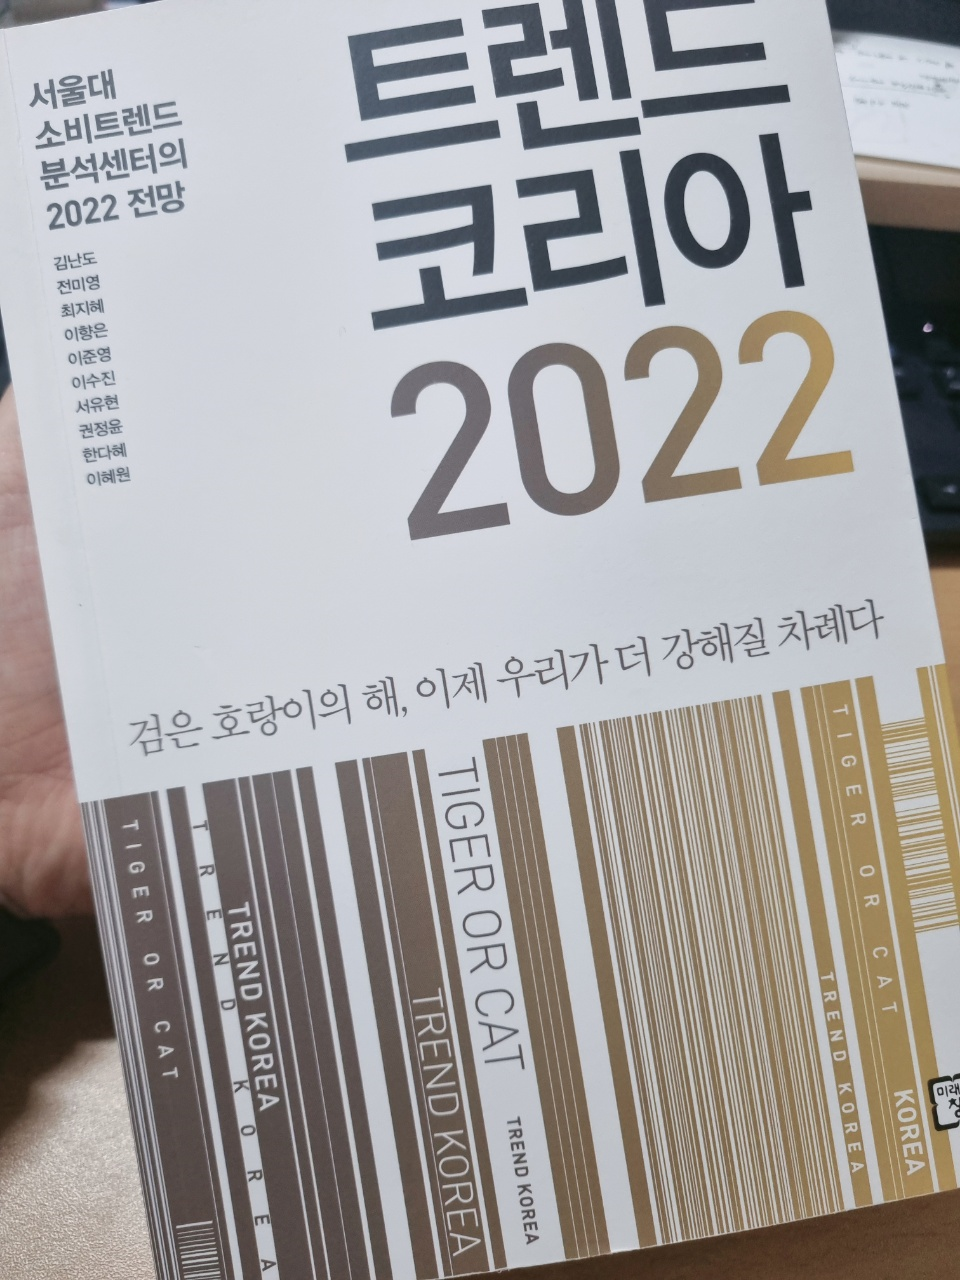 서울대
소비트렌드
분석센터의
2022 전망
김난도
전미영
최지혜
이향은
이준영
이수진
서유현
권정윤
한다혜
이혜원
트렌드
코리아
2022
검은 호랑이의 해, 이제 우리가 더 강해질 차례다
TIGER OR CAT
TREND KOREA
TREND KOREA
TIGER OR CAT
TREND KOREA
TREND KOREA
TIGER OR CAT
TREND KOREA
KOREA
미래